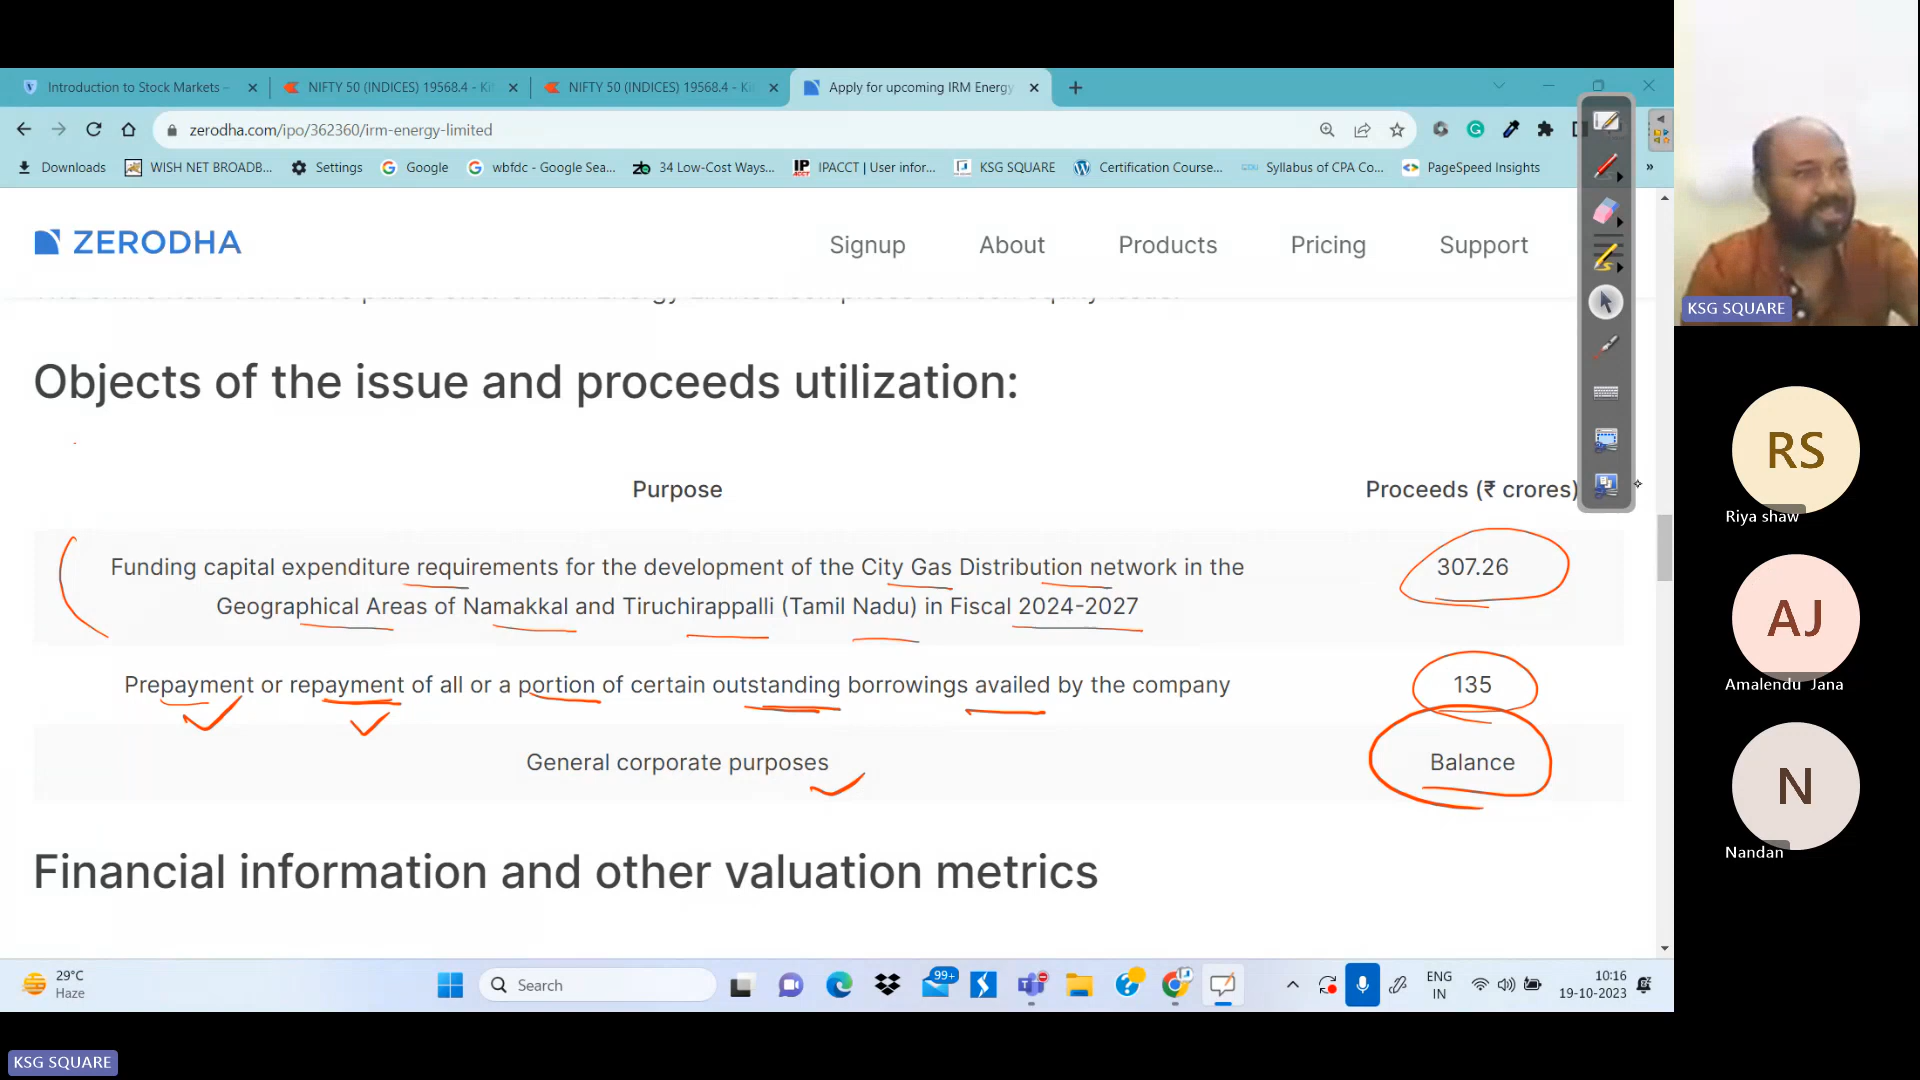 Introduction to Stock Markets –
NIFTY 50 (INDICES) 19568.4 - Ki
NIFTY 50 (INDICES) 19568.4 - Ki
Apply for upcoming IRM Energy
zerodha.com/ipo/362360/irm-energy-limited
Downloads
WISH NET BROADB...
Settings
Google
wbfdc - Google Sea...
34 Low-Cost Ways...
IPACCT | User infor...
KSG SQUARE
Certification Course...
Syllabus of CPA Co...
PageSpeed Insights
»
ZERODHA
Signup
About
Products
Pricing
Support
Objects of the issue and proceeds utilization:
Purpose
Proceeds (₹ crores)
Funding capital expenditure requirements for the development of the City Gas Distribution network in the
Geographical Areas of Namakkal and Tiruchirappalli (Tamil Nadu) in Fiscal 2024-2027
307.26
Prepayment or repayment of all or a portion of certain outstanding borrowings availed by the company
135
General corporate purposes
Balance
Financial information and other valuation metrics
29°C
Haze
Search
99+
ENG
IN
10:16
19-10-2023
KSG SQUARE
RS
Riya shaw
AJ
Amalendu Jana
N
Nandan
KSG SQUARE